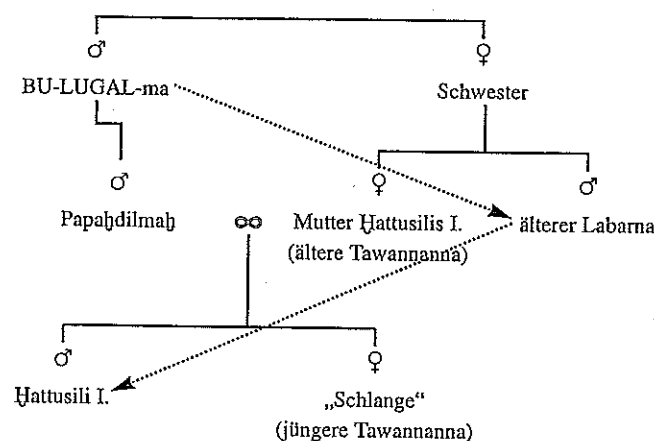 ♂ ♀
BU-LUGAL-ma Schwester
♂ ♀ ♂
Papaḫdilmaḫ ⚭ Mutter Ḫattusilis I. älterer Labarna
(ältere Tawannanna)
♂ ♀
Ḫattusili I. „Schlange“
(jüngere Tawannanna)